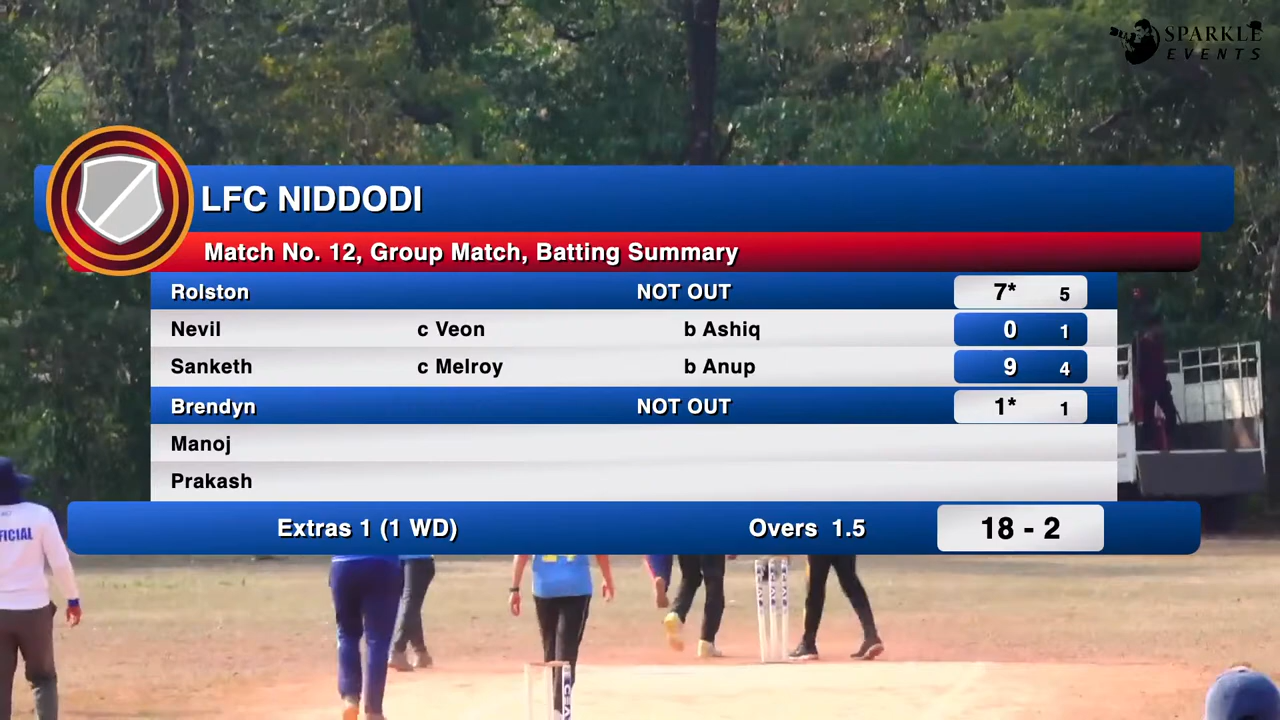 SPARKLE
EVENTS
LFC NIDDODI
Match No. 12, Group Match, Batting Summary
Rolston NOT OUT 7* 5
Nevil c Veon b Ashiq 0 1
Sanketh c Melroy b Anup 9 4
Brendyn NOT OUT 1* 1
Manoj
Prakash
Extras 1 (1 WD) Overs 1.5 18 - 2
FICIAL